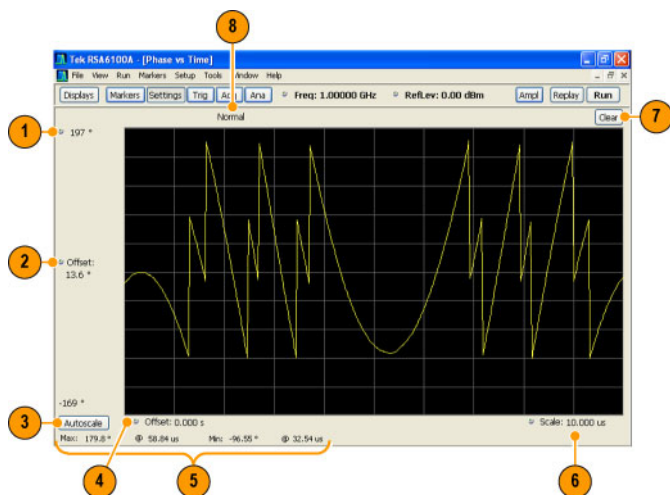 8
Tek RSA6100A - [Phase vs Time]
File View Run Markers Setup Tools Window Help
Displays Markers Settings Trig Acq Ana Freq: 1.00000 GHz RefLev: 0.00 dBm Ampl Replay Run
Normal
Clear
1
197 °
7
2
Offset:
13.6 °
-169 °
3
Autoscale
Offset: 0.000 s
Scale: 10.000 us
Max: 179.8 ° @ 58.84 us Min: -96.55 ° @ 32.54 us
4
5
6